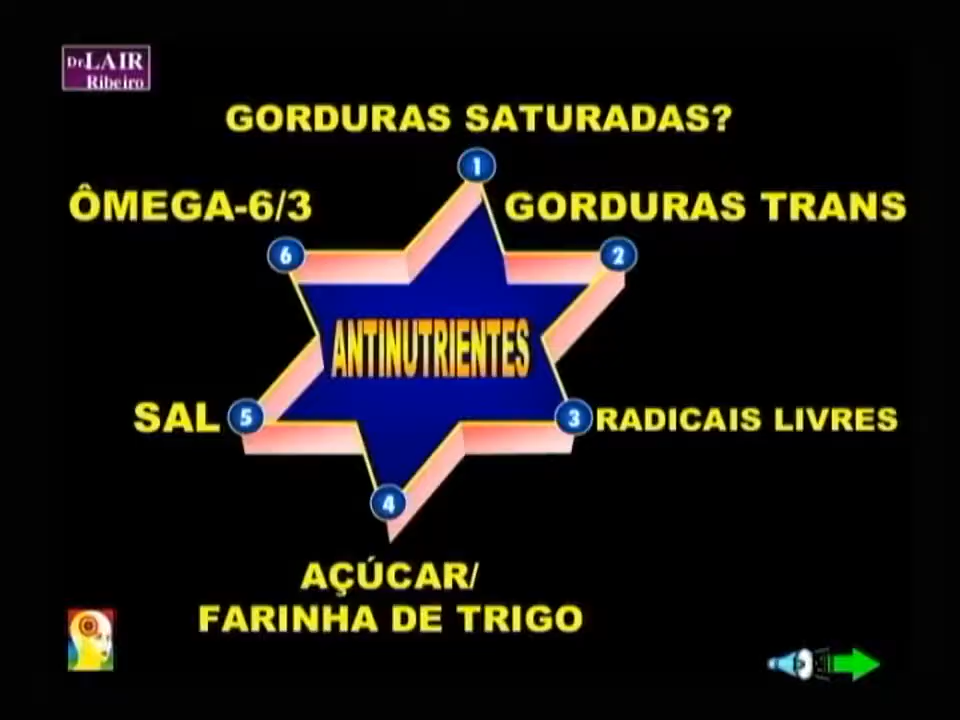 Dr. LAIR
Ribeiro
GORDURAS SATURADAS?
1
ÔMEGA-6/3
GORDURAS TRANS
6
2
ANTINUTRIENTES
SAL
5
3
RADICAIS LIVRES
4
AÇÚCAR/
FARINHA DE TRIGO